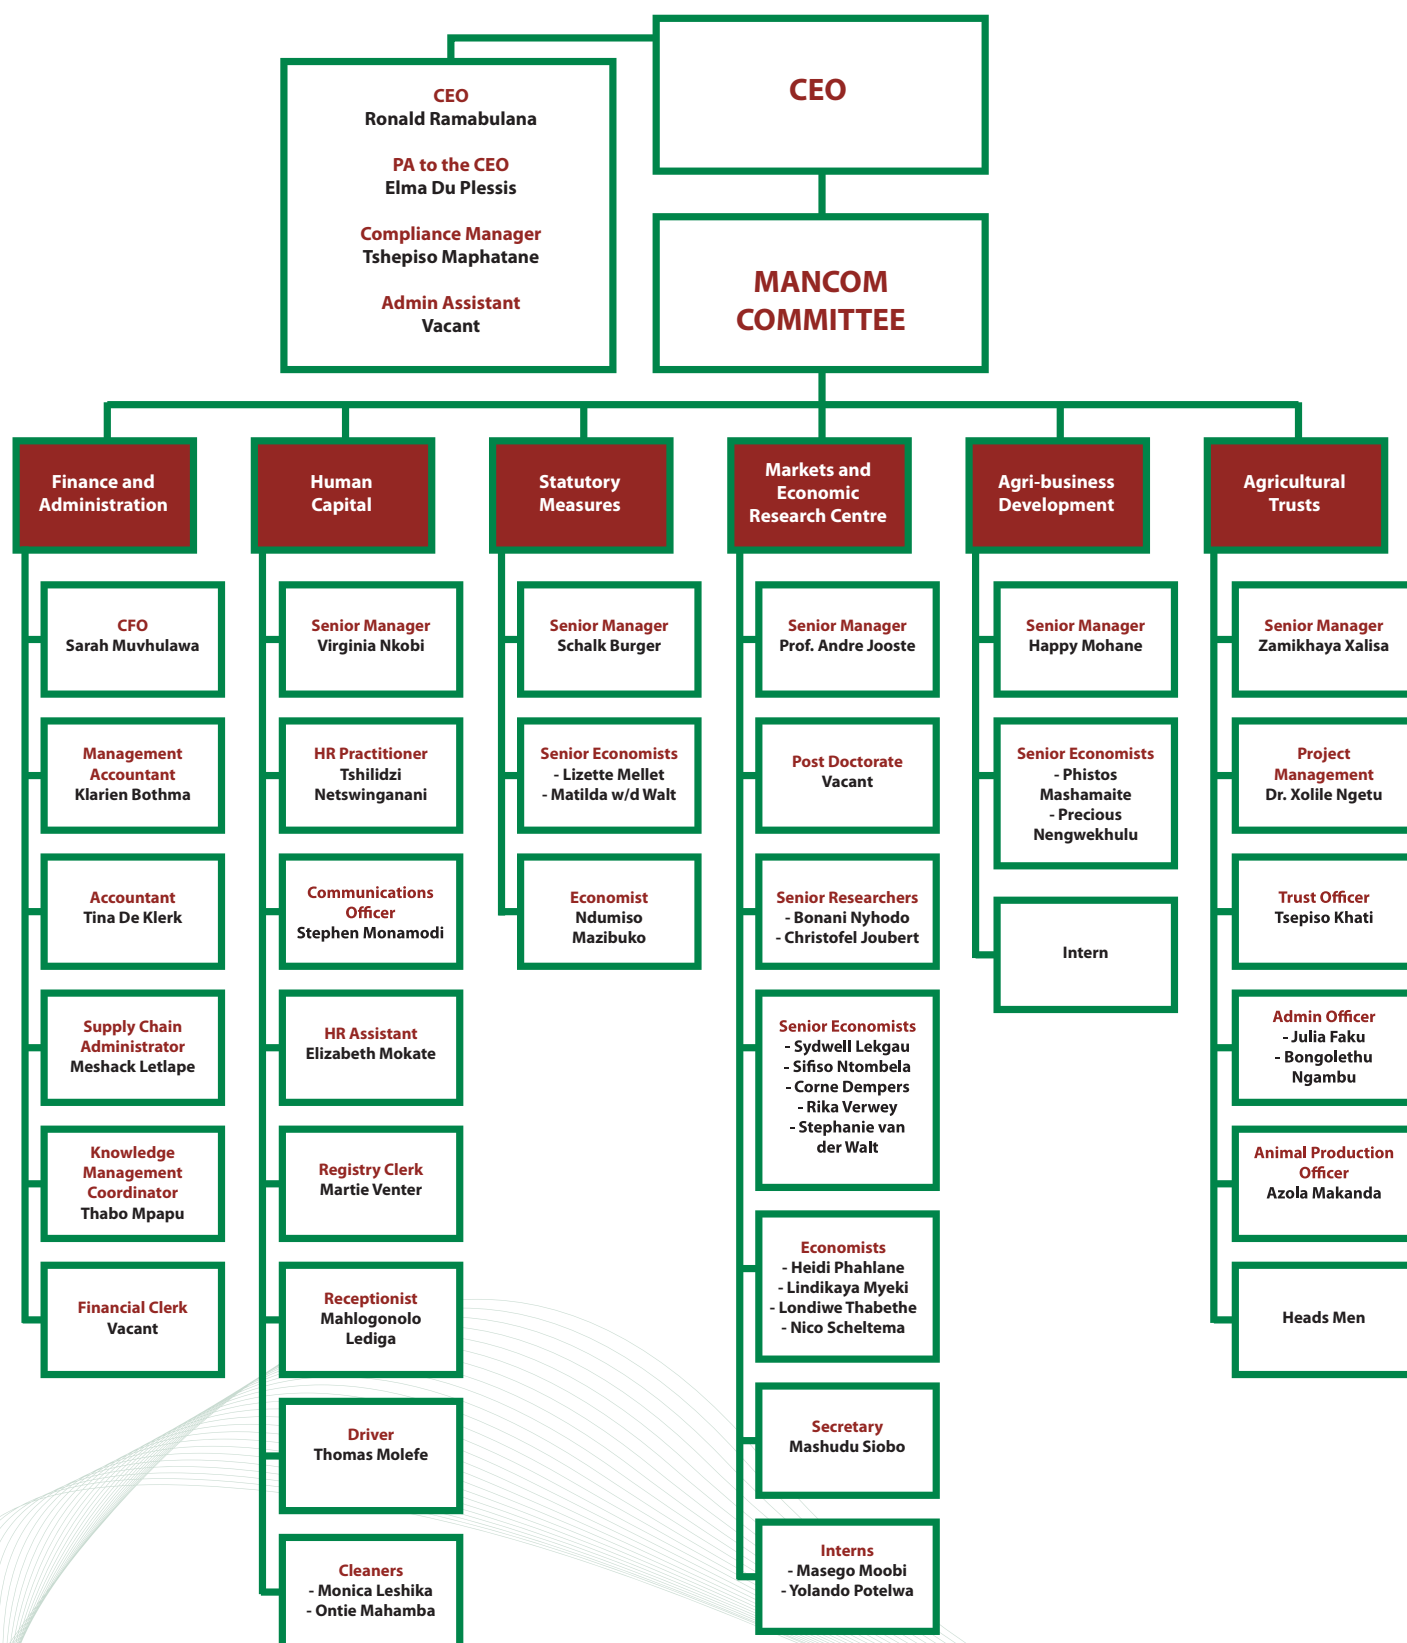 CEO
CEO
Ronald Ramabulana
PA to the CEO
Elma Du Plessis
Compliance Manager
Tshepiso Maphatane
Admin Assistant
Vacant
MANCOM
COMMITTEE
Finance and
Administration
CFO
Sarah Muvhulawa
Management
Accountant
Klarien Bothma
Accountant
Tina De Klerk
Supply Chain
Administrator
Meshack Letlape
Knowledge
Management
Coordinator
Thabo Mpapu
Financial Clerk
Vacant
Human
Capital
Senior Manager
Virginia Nkobi
HR Practitioner
Tshilidzi
Netswinganani
Communications
Officer
Stephen Monamodi
HR Assistant
Elizabeth Mokate
Registry Clerk
Martie Venter
Receptionist
Mahlogonolo
Lediga
Driver
Thomas Molefe
Cleaners
- Monica Leshika
- Ontie Mahamba
Statutory
Measures
Senior Manager
Schalk Burger
Senior Economists
- Lizette Mellet
- Matilda w/d Walt
Economist
Ndumiso
Mazibuko
Markets and
Economic
Research Centre
Senior Manager
Prof. Andre Jooste
Post Doctorate
Vacant
Senior Researchers
- Bonani Nyhodo
- Christofel Joubert
Senior Economists
- Sydwell Lekgau
- Sifiso Ntombela
- Corne Dempers
- Rika Verwey
- Stephanie van
der Walt
Economists
- Heidi Phahlane
- Lindikaya Myeki
- Londiwe Thabethe
- Nico Scheltema
Secretary
Mashudu Siobo
Interns
- Masego Moobi
- Yolando Potelwa
Agri-business
Development
Senior Manager
Happy Mohane
Senior Economists
- Phistos
Mashamaite
- Precious
Nengwekhulu
Intern
Agricultural
Trusts
Senior Manager
Zamikhaya Xalisa
Project
Management
Dr. Xolile Ngetu
Trust Officer
Tsepiso Khati
Admin Officer
- Julia Faku
- Bongolethu
Ngambu
Animal Production
Officer
Azola Makanda
Heads Men